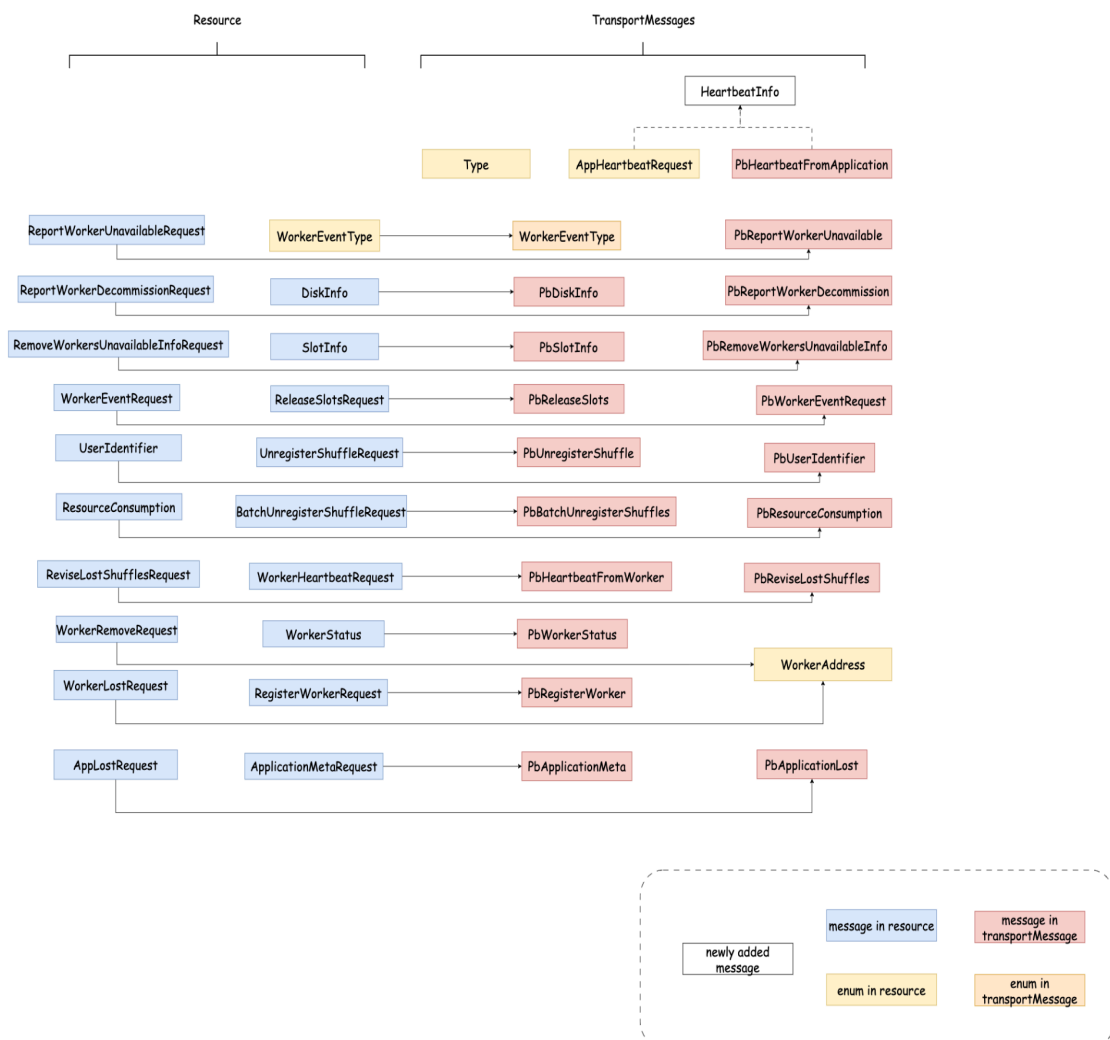 Resource
TransportMessages
HeartbeatInfo
Type
AppHeartbeatRequest
PbHeartbeatFromApplication
ReportWorkerUnavailableRequest
WorkerEventType
WorkerEventType
PbReportWorkerUnavailable
ReportWorkerDecommissionRequest
DiskInfo
PbDiskInfo
PbReportWorkerDecommission
RemoveWorkersUnavailableInfoRequest
SlotInfo
PbSlotInfo
PbRemoveWorkersUnavailableInfo
WorkerEventRequest
ReleaseSlotsRequest
PbReleaseSlots
PbWorkerEventRequest
UserIdentifier
UnregisterShuffleRequest
PbUnregisterShuffle
PbUserIdentifier
ResourceConsumption
BatchUnregisterShuffleRequest
PbBatchUnregisterShuffles
PbResourceConsumption
ReviseLostShufflesRequest
WorkerHeartbeatRequest
PbHeartbeatFromWorker
PbReviseLostShuffles
WorkerRemoveRequest
WorkerStatus
PbWorkerStatus
WorkerAddress
WorkerLostRequest
RegisterWorkerRequest
PbRegisterWorker
AppLostRequest
ApplicationMetaRequest
PbApplicationMeta
PbApplicationLost
newly added
message
message in resource
message in
transportMessage
enum in resource
enum in
transportMessage